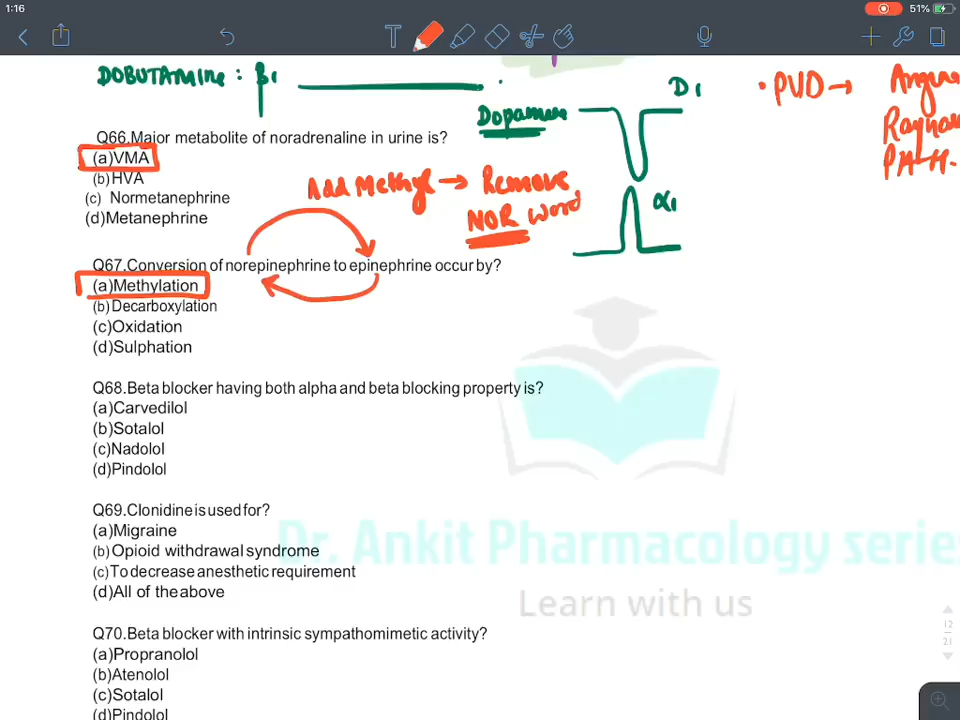 1:16
51%
T
DOBUTAMINE : β1
Dopamine
D1
• PVD →
Q66.Major metabolite of noradrenaline in urine is?
(a)VMA
(b) HVA
(c) Normetanephrine
(d)Metanephrine
Add Methyl → Remove
NOR word
α1
PAH.
Q67.Conversion of norepinephrine to epinephrine occur by?
(a)Methylation
(b) Decarboxylation
(c)Oxidation
(d)Sulphation
Q68.Beta blocker having both alpha and beta blocking property is?
(a)Carvedilol
(b)Sotalol
(c)Nadolol
(d)Pindolol
Q69.Clonidine is used for?
(a)Migraine
(b) Opioid withdrawal syndrome
(c)To decrease anesthetic requirement
(d)All of the above
Dr. Ankit Pharmacology series
Learn with us
12
21
Q70.Beta blocker with intrinsic sympathomimetic activity?
(a)Propranolol
(b)Atenolol
(c)Sotalol
(d)Pindolol